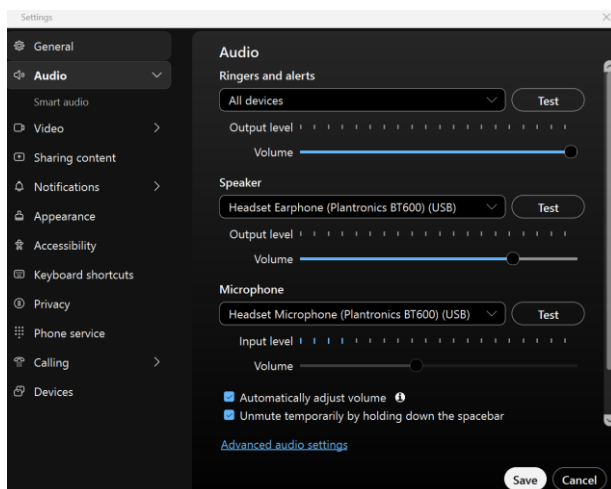 Settings
General
Audio
Smart audio
Video
Sharing content
Notifications
Appearance
Accessibility
Keyboard shortcuts
Privacy
Phone service
Calling
Devices
Audio
Ringers and alerts
All devices
Test
Output level
Volume
Speaker
Headset Earphone (Plantronics BT600) (USB)
Test
Output level
Volume
Microphone
Headset Microphone (Plantronics BT600) (USB)
Test
Input level
Volume
Automatically adjust volume
Unmute temporarily by holding down the spacebar
Advanced audio settings
Save
Cancel